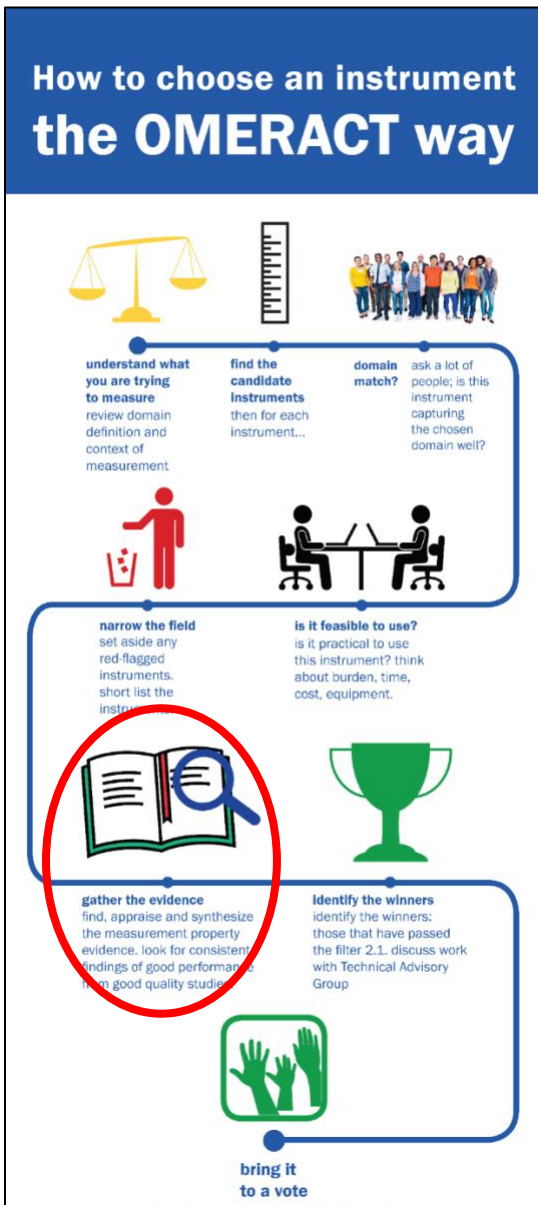 How to choose an instrument
the OMERACT way
understand what
you are trying
to measure
review domain
definition and
context of
measurement
find the
candidate
instruments
then for each
instrument...
domain
match?
ask a lot of
people; is this
instrument
capturing
the chosen
domain well?
narrow the field
set aside any
red-flagged
instruments.
short list the
is it feasible to use?
is it practical to use
this instrument? think
about burden, time,
cost, equipment.
gather the evidence
find, appraise and synthesize
the measurement property
evidence. look for consistent
findings of good performance
from good quality studies
Identify the winners
identify the winners:
those that have passed
the filter 2.1. discuss work
with Technical Advisory
Group
bring it
to a vote